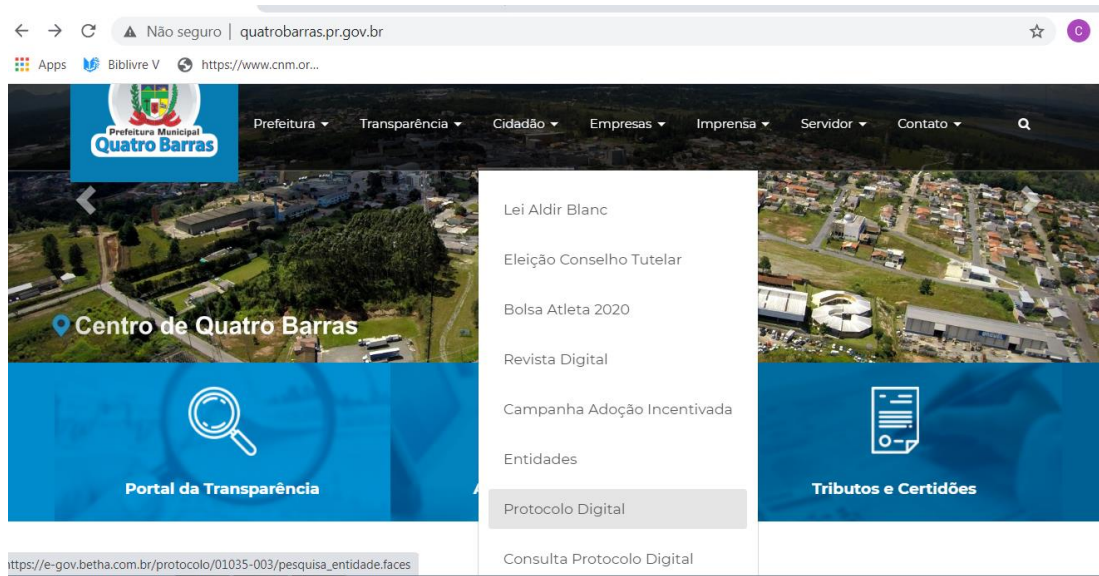 Não seguro | quatrobarras.pr.gov.br
C
Apps Biblivre V https://www.cnm.or...
Prefeitura Municipal
Quatro Barras
Prefeitura Transparência Cidadão Empresas Imprensa Servidor Contato
Lei Aldir Blanc
Eleição Conselho Tutelar
Bolsa Atleta 2020
Revista Digital
Campanha Adoção Incentivada
Entidades
Protocolo Digital
Consulta Protocolo Digital
Centro de Quatro Barras
Portal da Transparência
A
Tributos e Certidões
ttps://e-gov.betha.com.br/protocolo/01035-003/pesquisa_entidade.faces